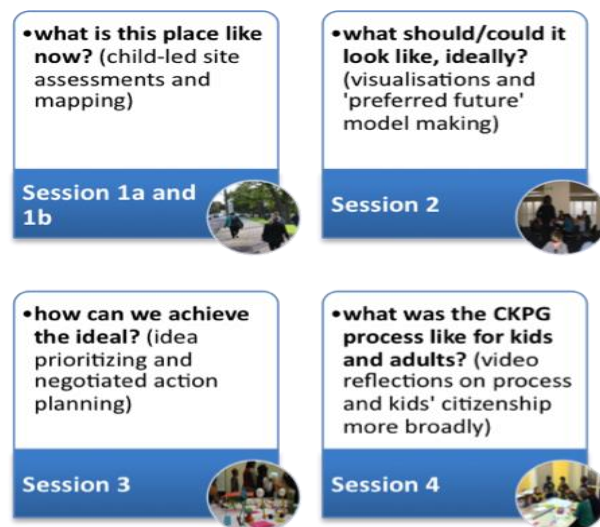 •what is this place like
now? (child-led site
assessments and
mapping)
Session 1a and
1b
•what should/could it
look like, ideally?
(visualisations and
'preferred future'
model making)
Session 2
•how can we achieve
the ideal? (idea
prioritizing and
negotiated action
planning)
Session 3
•what was the CKPG
process like for kids
and adults? (video
reflections on process
and kids' citizenship
more broadly)
Session 4